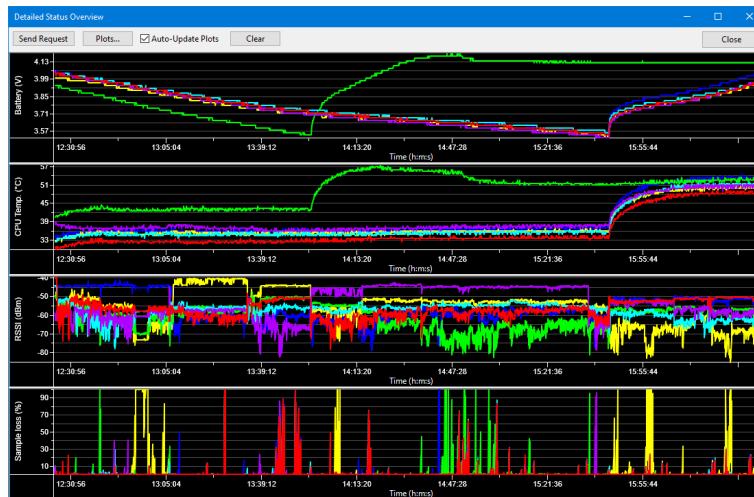 Detailed Status Overview
Send Request Plots... Auto-Update Plots Clear Close
Battery (V)
4.13
3.99
3.85
3.71
3.57
12:30:56 13:05:04 13:39:12 14:13:20 14:47:28 15:21:36 15:55:44
Time (h:m:s)
CPU Temp. (°C)
57
51
45
39
33
12:30:56 13:05:04 13:39:12 14:13:20 14:47:28 15:21:36 15:55:44
Time (h:m:s)
RSSI (dBm)
-40
-50
-60
-70
-80
12:30:56 13:05:04 13:39:12 14:13:20 14:47:28 15:21:36 15:55:44
Time (h:m:s)
Sample loss (%)
90
70
50
30
10
12:30:56 13:05:04 13:39:12 14:13:20 14:47:28 15:21:36 15:55:44
Time (h:m:s)